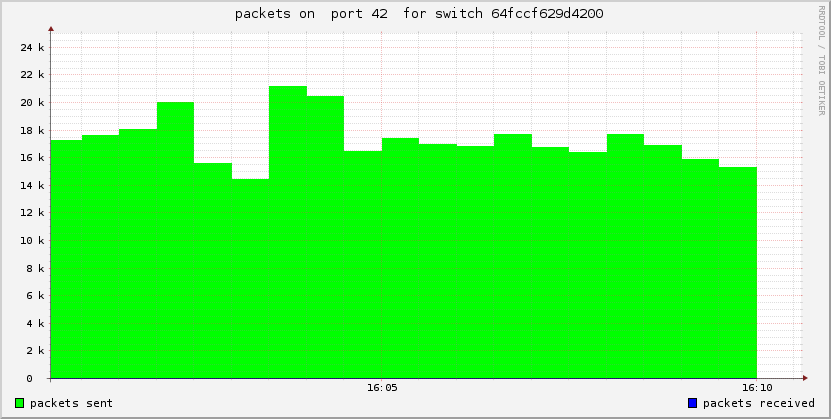 packets on  port 42  for switch 64fccf629d4200
RRDTOOL / TOBI OETIKER
24 k
22 k
20 k
18 k
16 k
14 k
12 k
10 k
8 k
6 k
4 k
2 k
0
16:05
16:10
packets sent
packets received